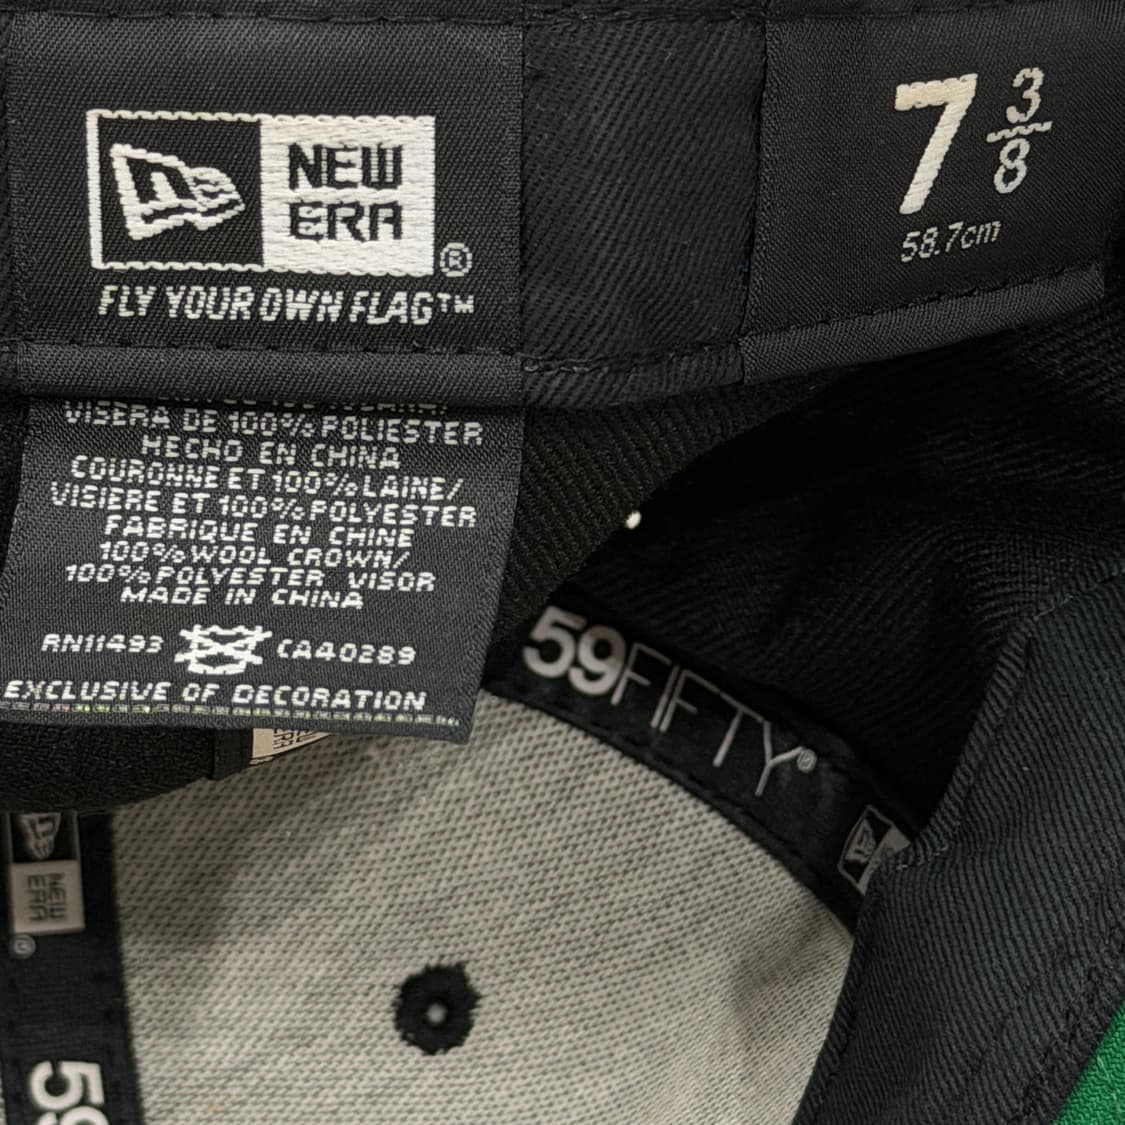 NEW
ERA
®
FLY YOUR OWN FLAG™
7 3/8
58.7cm
VISERA DE 100% POLIESTER
HECHO EN CHINA
COURONNE ET 100% LAINE/
VISIERE ET 100% POLYESTER
FABRIQUE EN CHINE
100% WOOL CROWN/
100% POLYESTER VISOR
MADE IN CHINA
RN11493 CA40289
EXCLUSIVE OF DECORATION
59FIFTY®
NEW
ERA
®
59